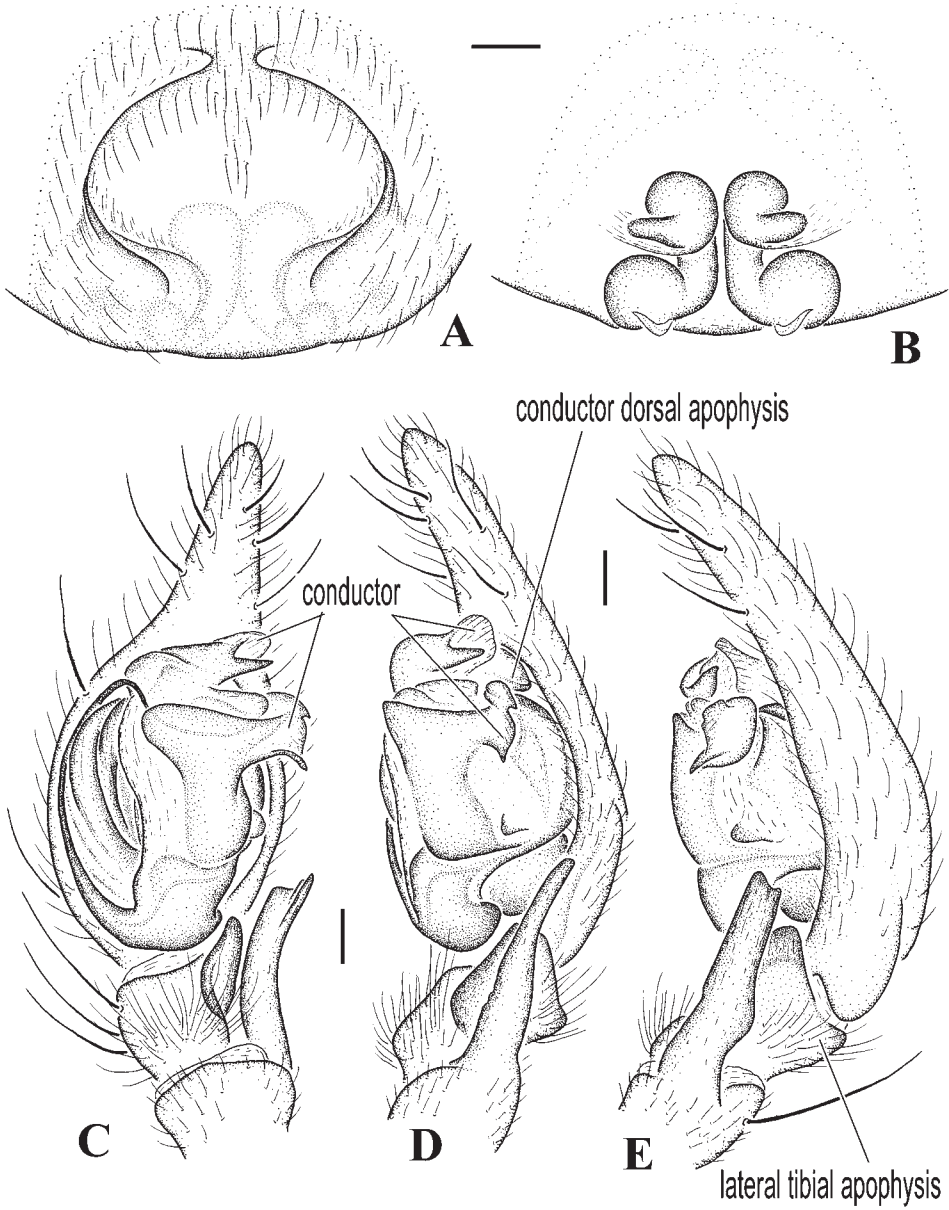 A
B
conductor dorsal apophysis
conductor
C
D
E
lateral tibial apophysis